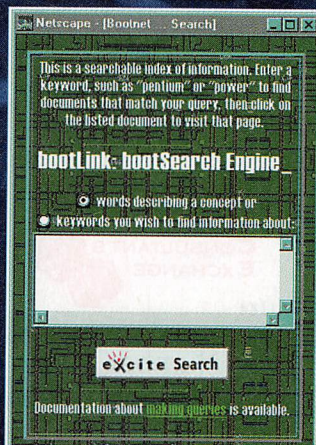 Netscape - [Bootnet ... Search]
This is a searchable index of information. Enter a
keyword, such as "pentium" or "power" to find
documents that match your query, then click on
the listed document to visit that page.
bootLink: bootSearch Engine_
words describing a concept or
keywords you wish to find information about:
excite Search
Documentation about making queries is available.